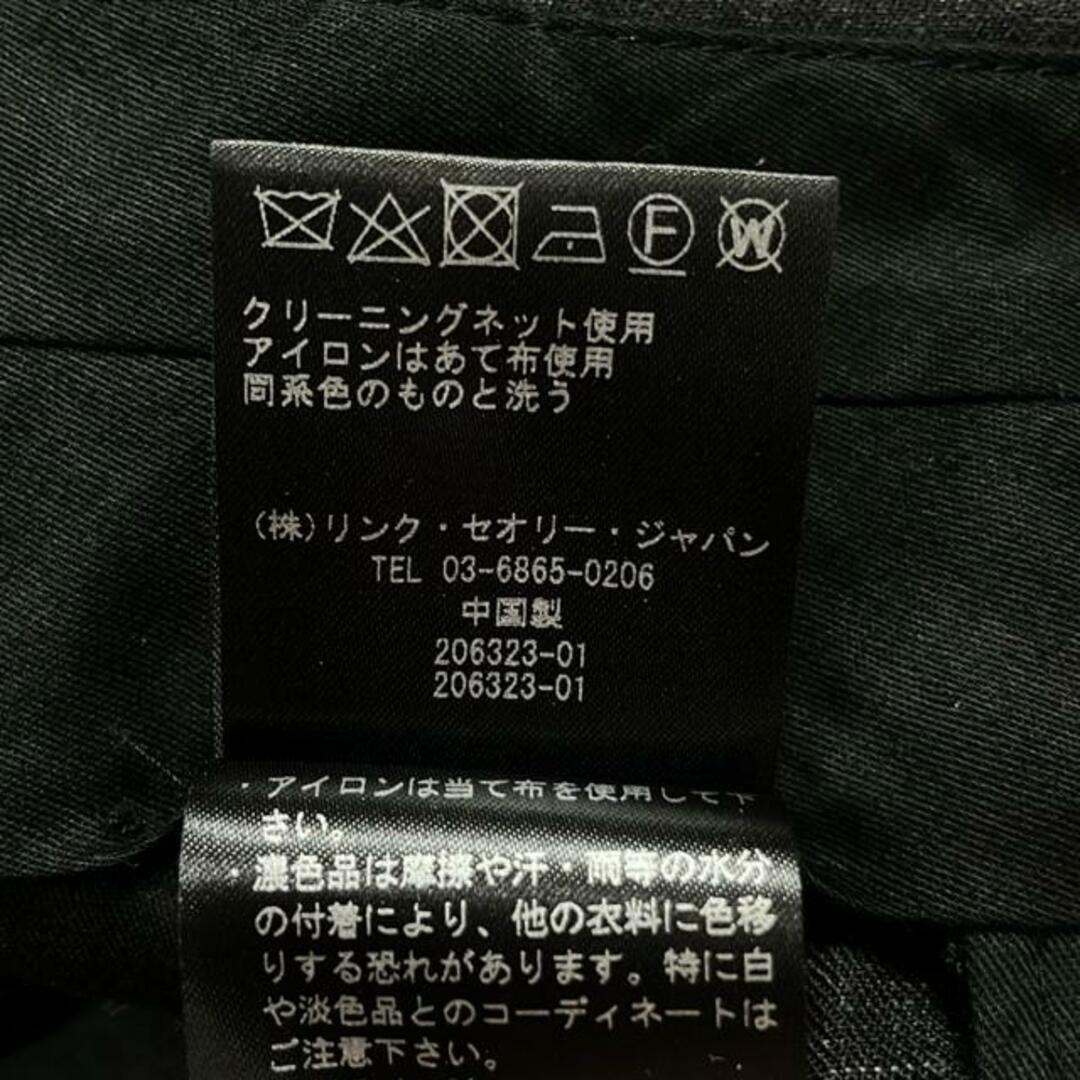 F W
クリーニングネット使用
アイロンはあて布使用
同系色のものと洗う
(株)リンク・セオリー・ジャパン
TEL 03-6865-0206
中国製
206323-01
206323-01
・アイロンは当て布を使用して下
さい。
・濃色品は摩擦や汗・雨等の水分
の付着により、他の衣料に色移
りする恐れがあります。特に白
や淡色品とのコーディネートは
ご注意下さい。